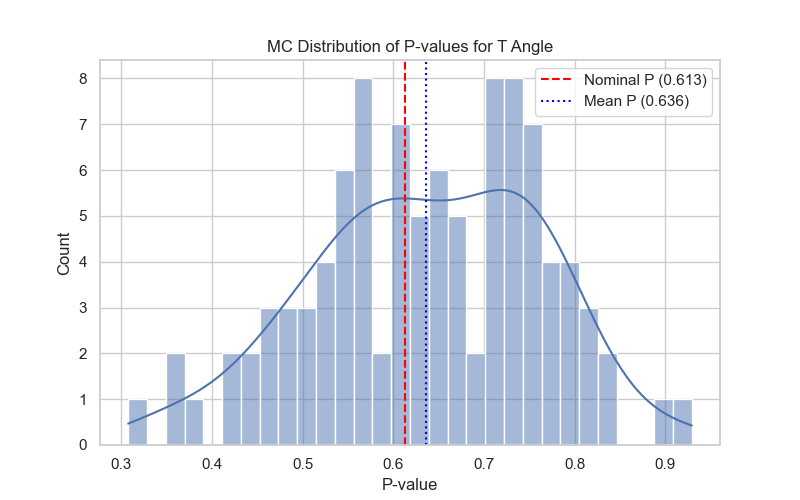 MC Distribution of P-values for T Angle
Nominal P (0.613)
Mean P (0.636)
Count
8
7
6
5
4
3
2
1
0
0.3 0.4 0.5 0.6 0.7 0.8 0.9
P-value